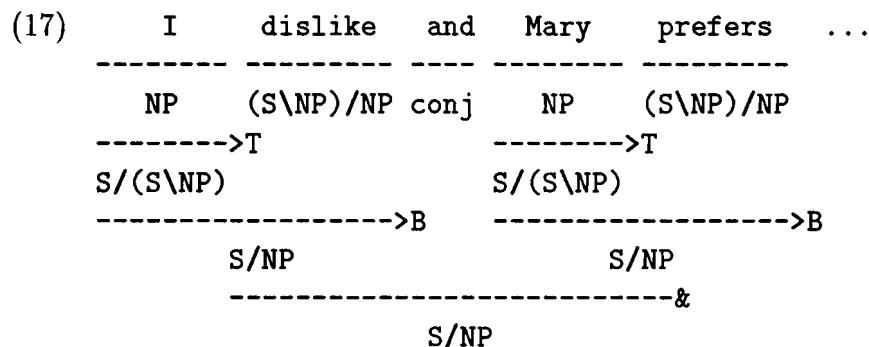 (17) I dislike and Mary prefers ...
-------- --------- ---- -------- ---------
NP (S\NP)/NP conj NP (S\NP)/NP
-------->T -------->T
S/(S\NP) S/(S\NP)
------------------>B ------------------>B
S/NP S/NP
---------------------------&
S/NP